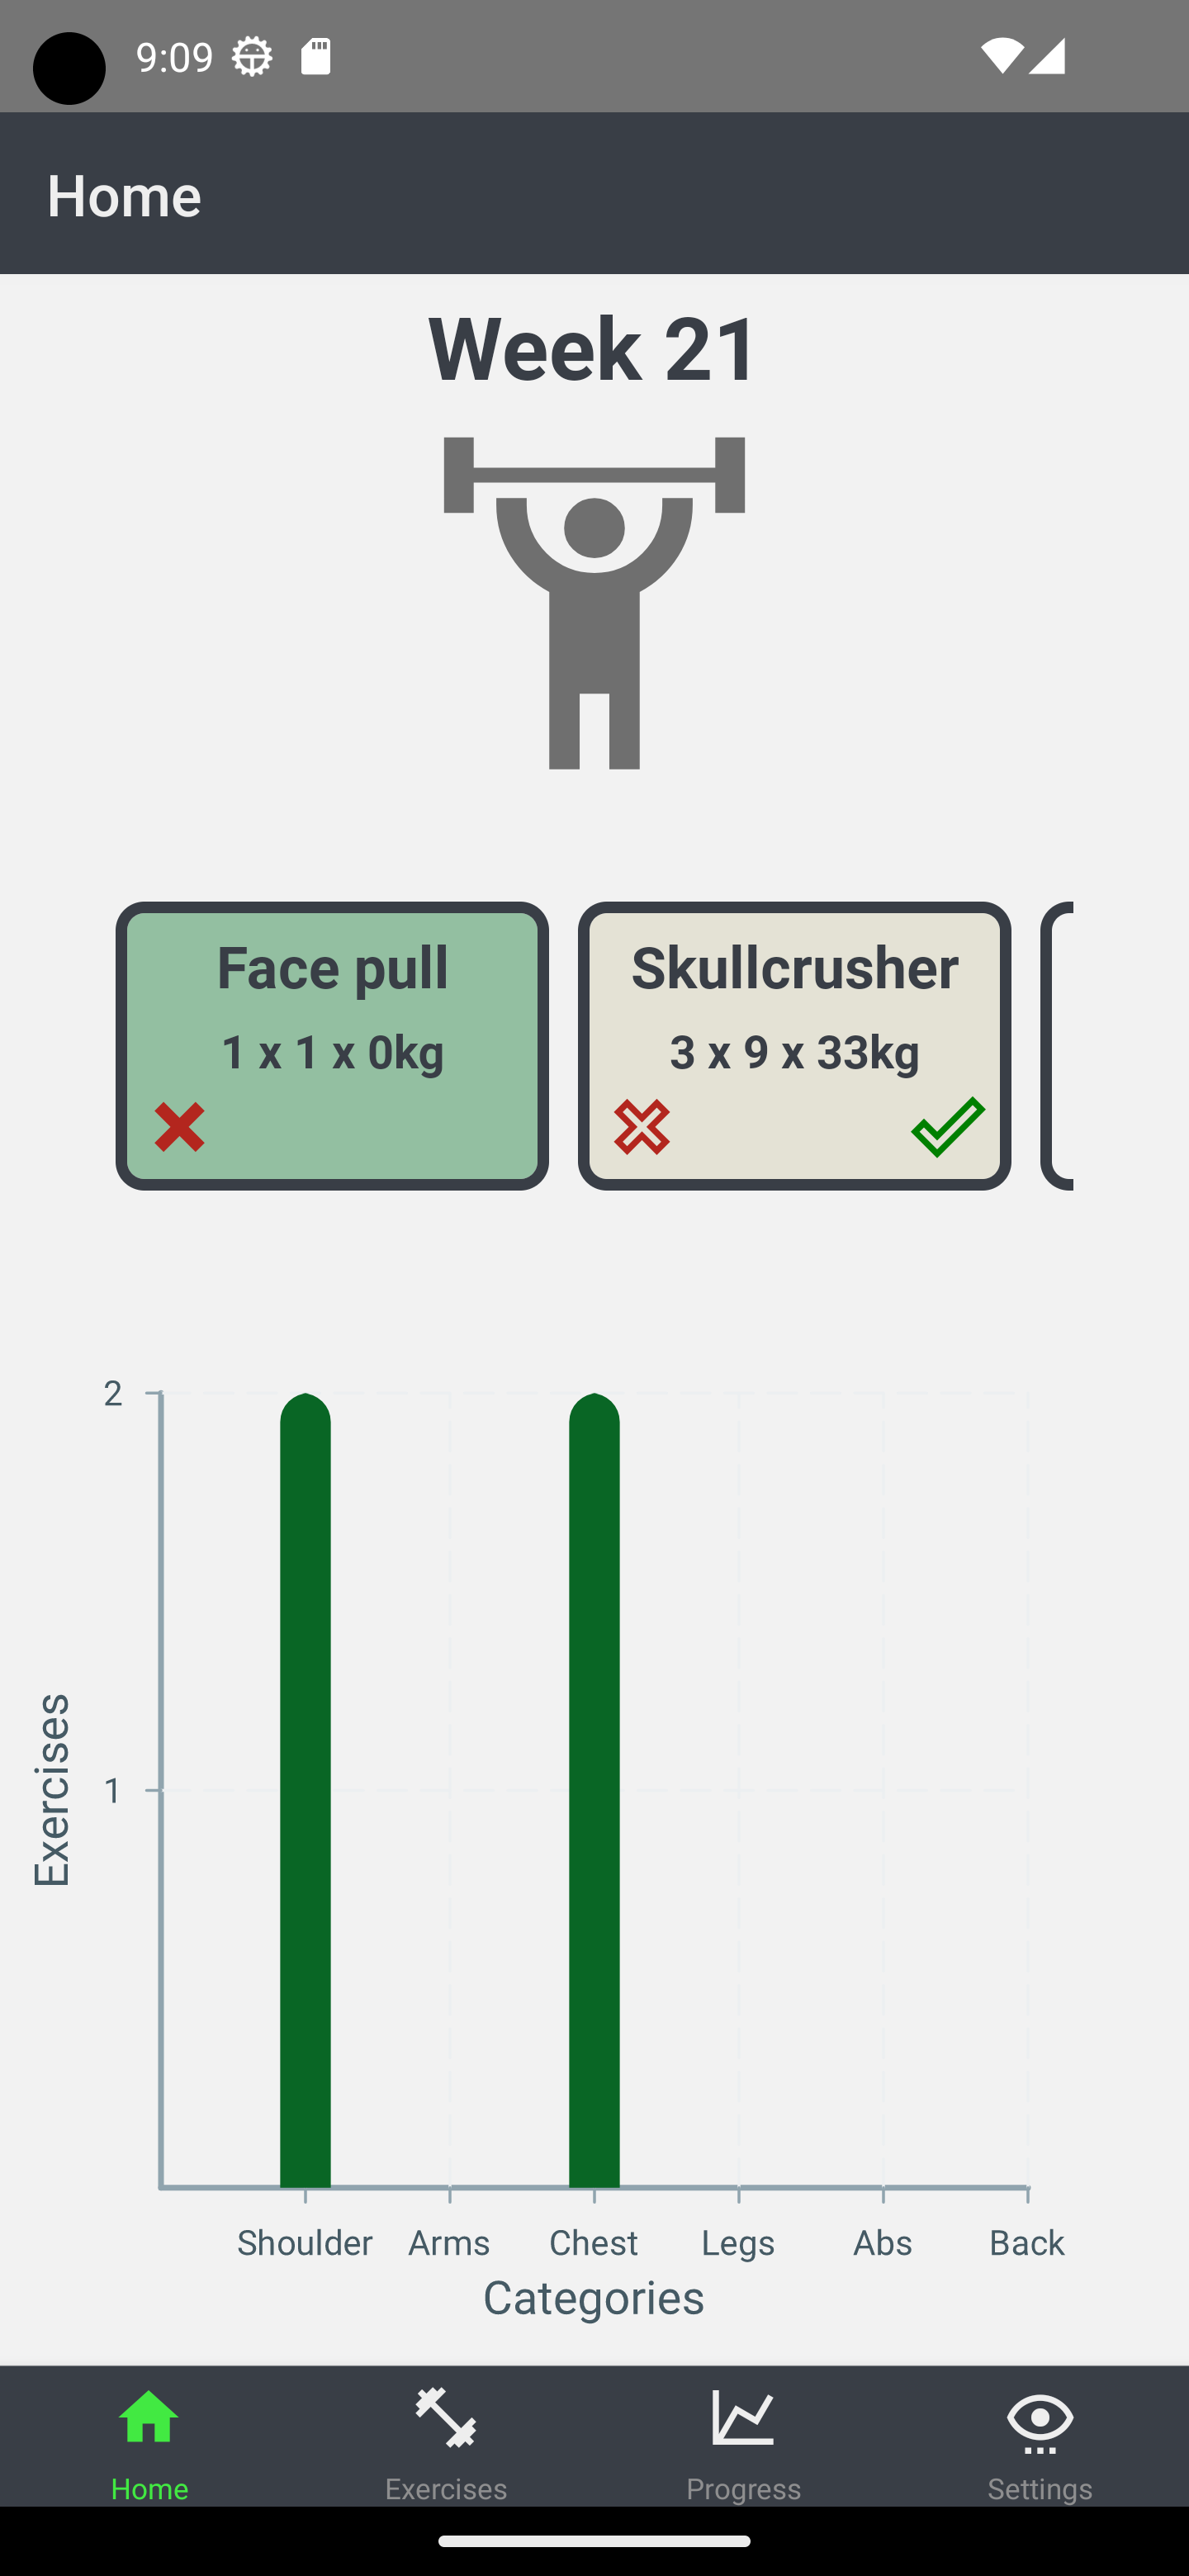 9:09
Home
Week 21
Face pull
1 x 1 x 0kg
Skullcrusher
3 x 9 x 33kg
2
1
Exercises
Shoulder Arms Chest Legs Abs Back
Categories
Home Exercises Progress Settings